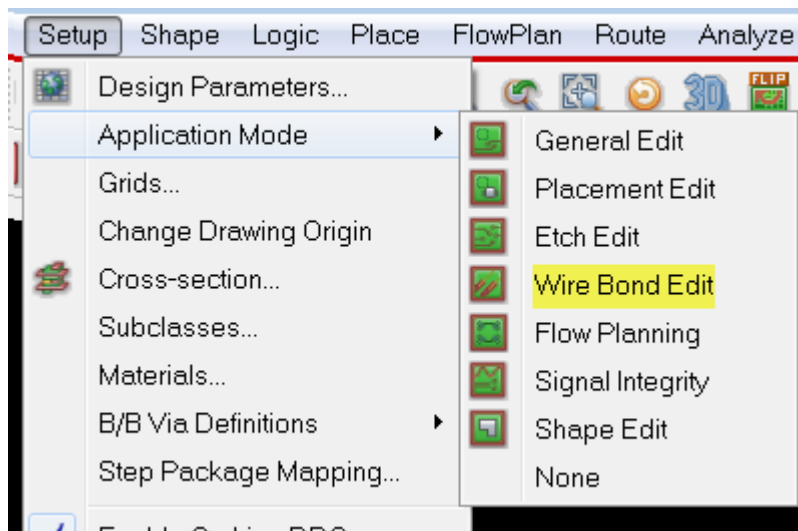 Setup Shape Logic Place FlowPlan Route Analyze
3D FLIP
Design Parameters...
Application Mode
Grids...
Change Drawing Origin
Cross-section...
Subclasses...
Materials...
B/B Via Definitions
Step Package Mapping...
General Edit
Placement Edit
Etch Edit
Wire Bond Edit
Flow Planning
Signal Integrity
Shape Edit
None